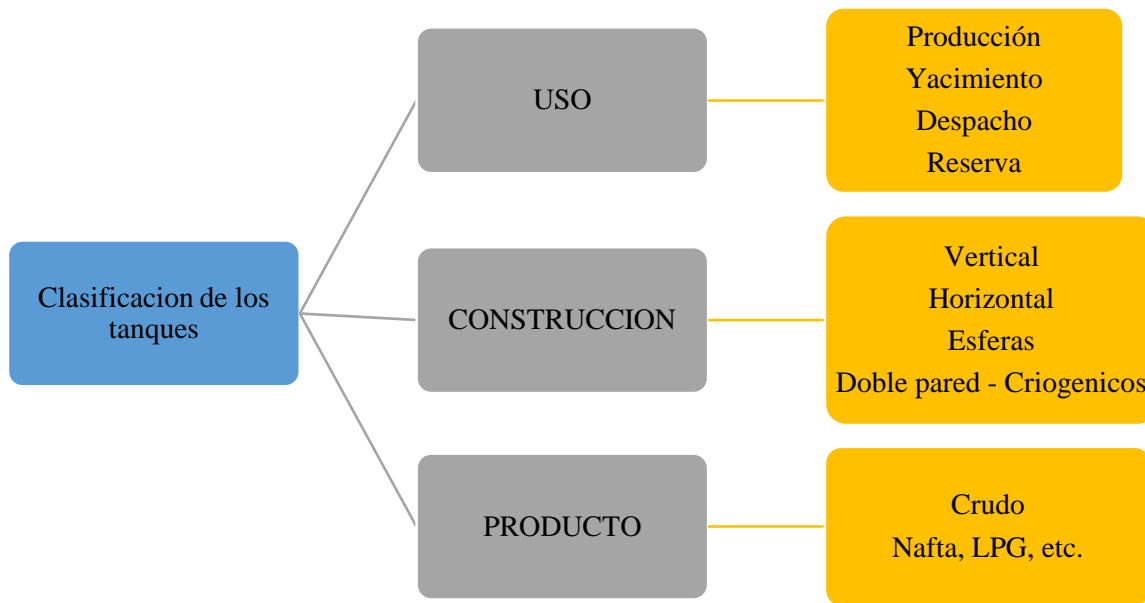 Clasificacion de los
tanques
USO
Producción
Yacimiento
Despacho
Reserva
CONSTRUCCION
Vertical
Horizontal
Esferas
Doble pared - Criogenicos
PRODUCTO
Crudo
Nafta, LPG, etc.